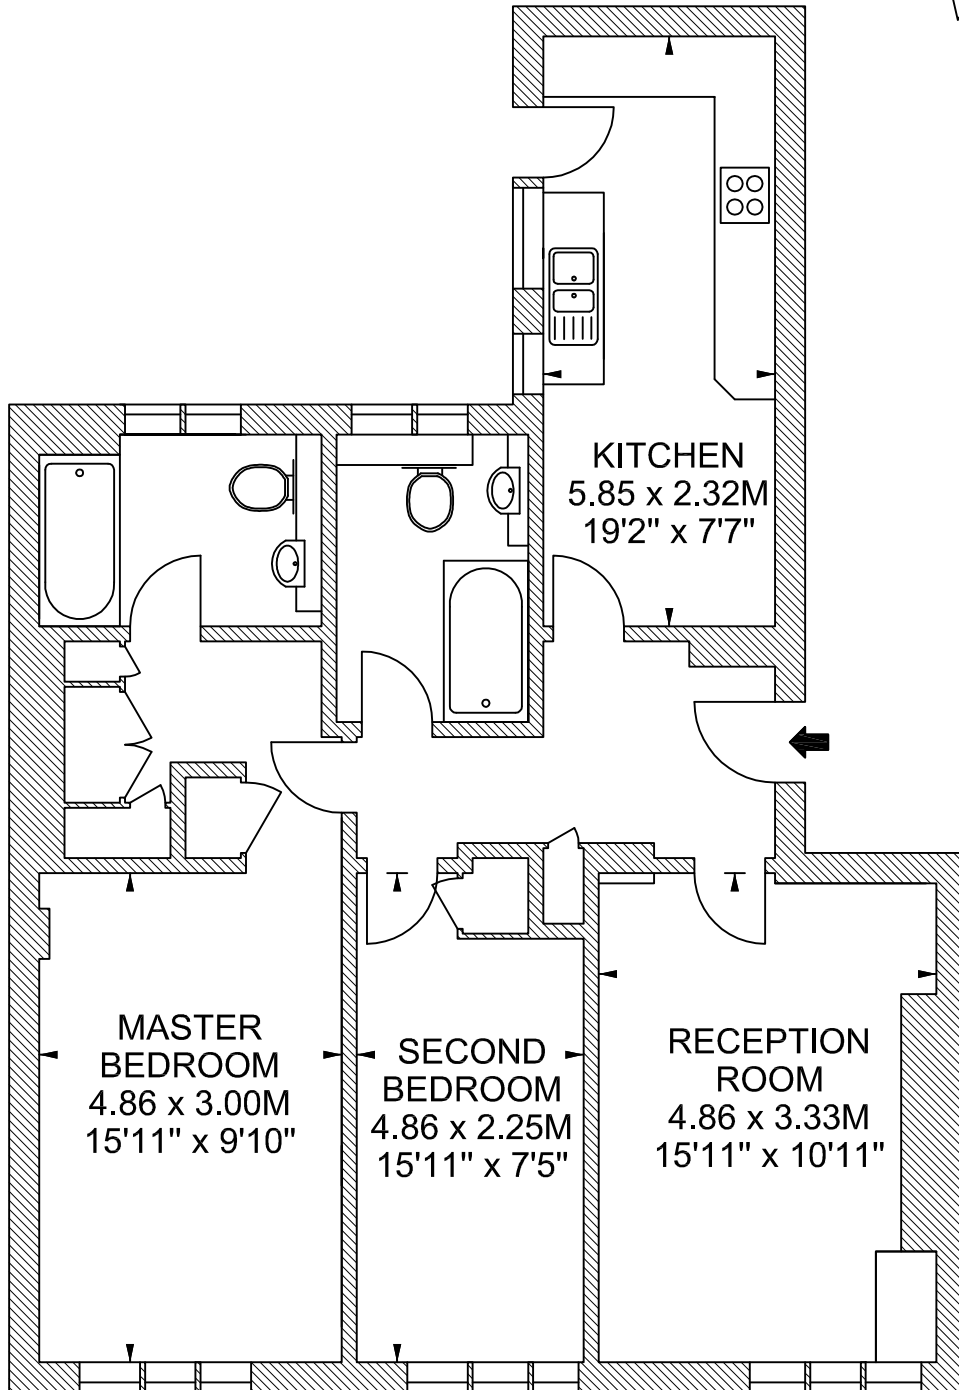 KITCHEN
5.85 x 2.32M
19'2" x 7'7"
MASTER
BEDROOM
4.86 x 3.00M
15'11" x 9'10"
SECOND
BEDROOM
4.86 x 2.25M
15'11" x 7'5"
RECEPTION
ROOM
4.86 x 3.33M
15'11" x 10'11"